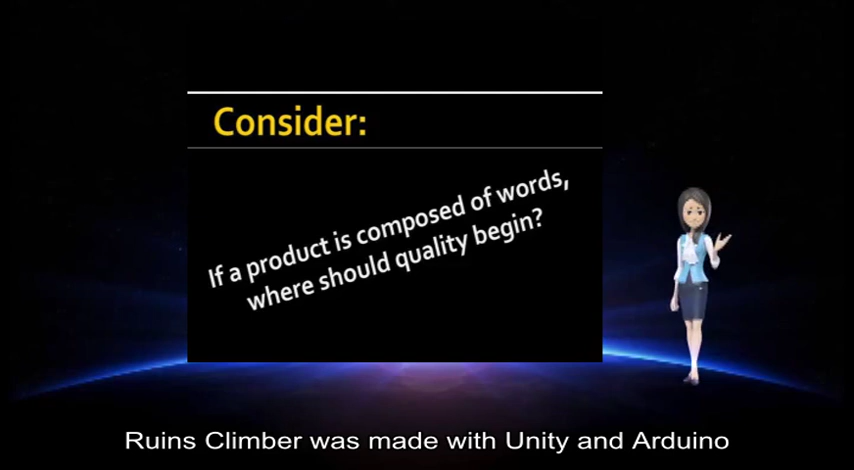 Consider:
If a product is composed of words,
where should quality begin?
Ruins Climber was made with Unity and Arduino